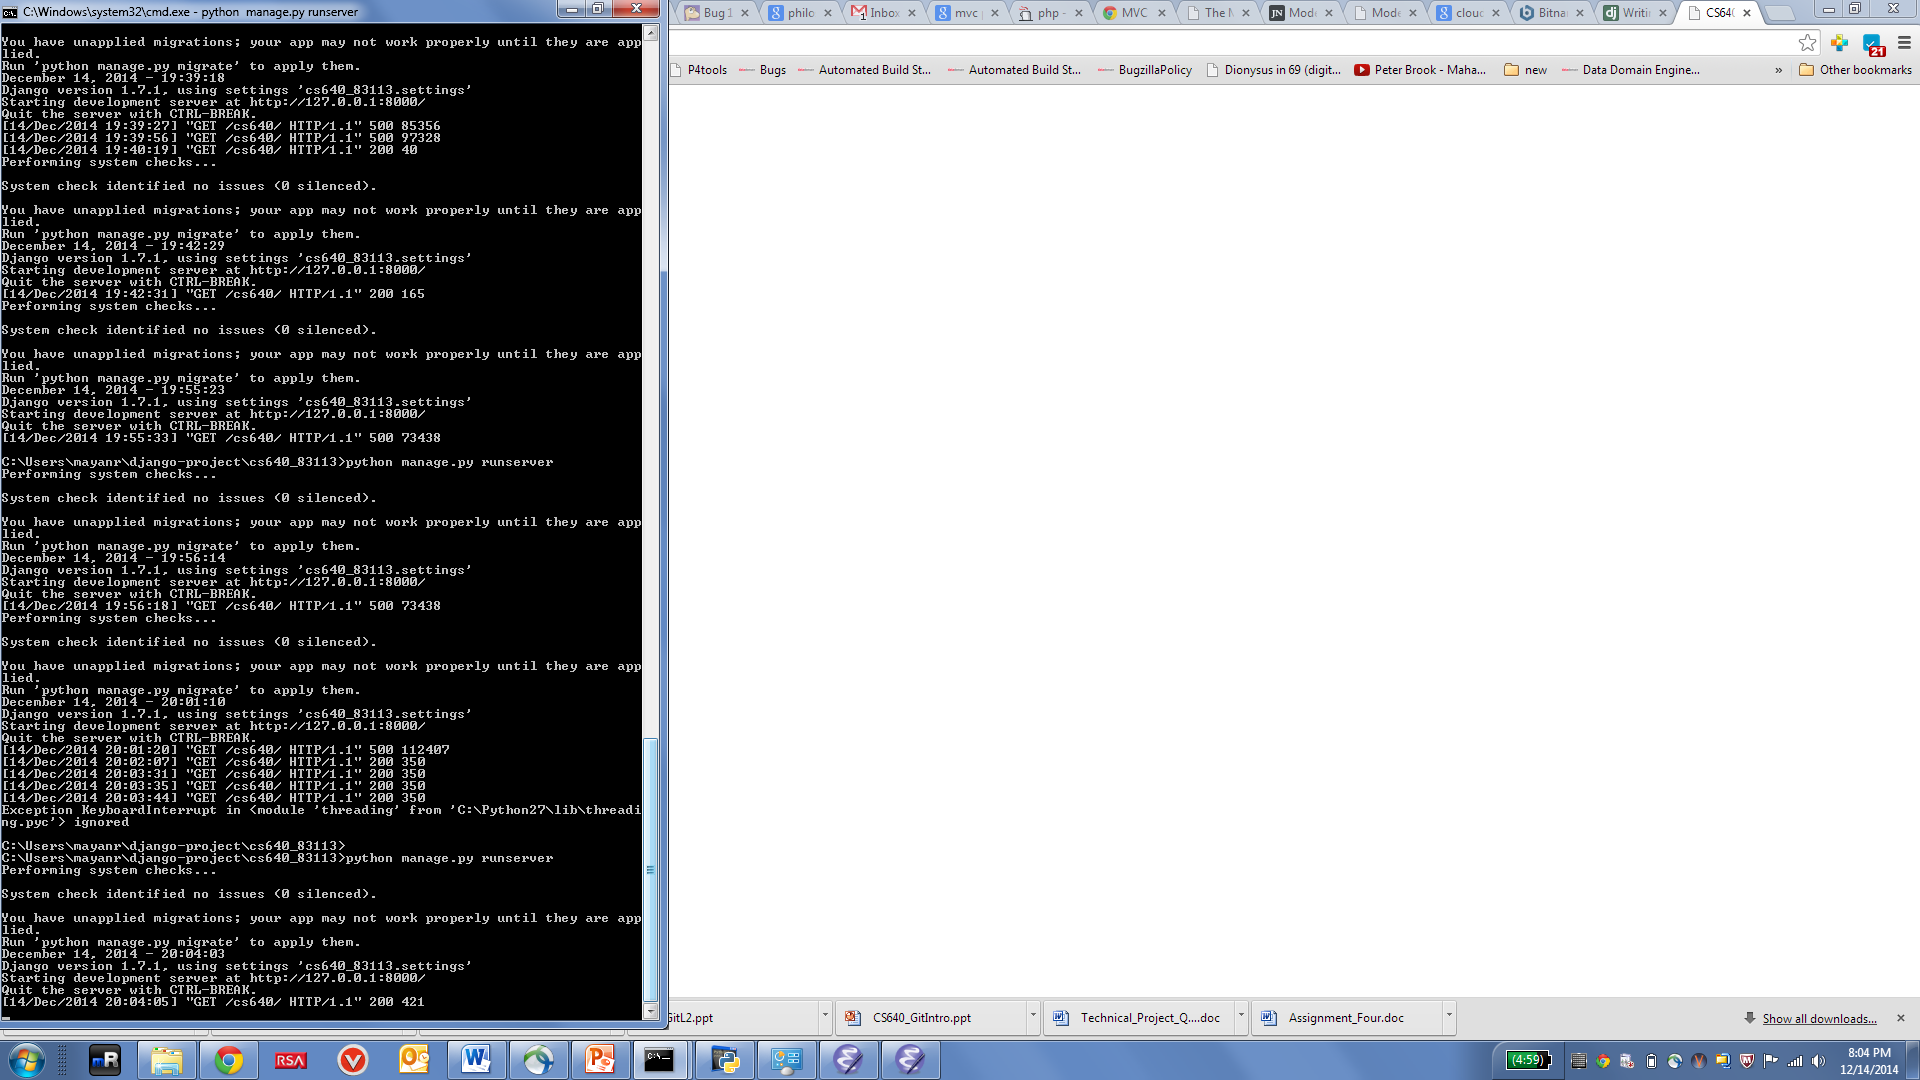 C:\Windows\system32\cmd.exe - python  manage.py runserver
You have unapplied migrations; your app may not work properly until they are app
lied.
Run 'python manage.py migrate' to apply them.
December 14, 2014 - 19:39:18
Django version 1.7.1, using settings 'cs640_83113.settings'
Starting development server at http://127.0.0.1:8000/
Quit the server with CTRL-BREAK.
[14/Dec/2014 19:39:27] "GET /cs640/ HTTP/1.1" 500 85356
[14/Dec/2014 19:39:56] "GET /cs640/ HTTP/1.1" 500 97328
[14/Dec/2014 19:40:19] "GET /cs640/ HTTP/1.1" 200 40
Performing system checks...
System check identified no issues (0 silenced).
You have unapplied migrations; your app may not work properly until they are app
lied.
Run 'python manage.py migrate' to apply them.
December 14, 2014 - 19:42:29
Django version 1.7.1, using settings 'cs640_83113.settings'
Starting development server at http://127.0.0.1:8000/
Quit the server with CTRL-BREAK.
[14/Dec/2014 19:42:31] "GET /cs640/ HTTP/1.1" 200 165
Performing system checks...
System check identified no issues (0 silenced).
You have unapplied migrations; your app may not work properly until they are app
lied.
Run 'python manage.py migrate' to apply them.
December 14, 2014 - 19:55:23
Django version 1.7.1, using settings 'cs640_83113.settings'
Starting development server at http://127.0.0.1:8000/
Quit the server with CTRL-BREAK.
[14/Dec/2014 19:55:33] "GET /cs640/ HTTP/1.1" 500 73438
C:\Users\mayanr\django-project\cs640_83113>python manage.py runserver
Performing system checks...
System check identified no issues (0 silenced).
You have unapplied migrations; your app may not work properly until they are app
lied.
Run 'python manage.py migrate' to apply them.
December 14, 2014 - 19:56:14
Django version 1.7.1, using settings 'cs640_83113.settings'
Starting development server at http://127.0.0.1:8000/
Quit the server with CTRL-BREAK.
[14/Dec/2014 19:56:18] "GET /cs640/ HTTP/1.1" 500 73438
Performing system checks...
System check identified no issues (0 silenced).
You have unapplied migrations; your app may not work properly until they are app
lied.
Run 'python manage.py migrate' to apply them.
December 14, 2014 - 20:01:10
Django version 1.7.1, using settings 'cs640_83113.settings'
Starting development server at http://127.0.0.1:8000/
Quit the server with CTRL-BREAK.
[14/Dec/2014 20:01:20] "GET /cs640/ HTTP/1.1" 500 112407
[14/Dec/2014 20:02:07] "GET /cs640/ HTTP/1.1" 200 350
[14/Dec/2014 20:03:31] "GET /cs640/ HTTP/1.1" 200 350
[14/Dec/2014 20:03:35] "GET /cs640/ HTTP/1.1" 200 350
[14/Dec/2014 20:03:44] "GET /cs640/ HTTP/1.1" 200 350
Exception KeyboardInterrupt in <module 'threading' from 'C:\Python27\lib\threadi
ng.pyc'> ignored
C:\Users\mayanr\django-project\cs640_83113>
C:\Users\mayanr\django-project\cs640_83113>python manage.py runserver
Performing system checks...
System check identified no issues (0 silenced).
You have unapplied migrations; your app may not work properly until they are app
lied.
Run 'python manage.py migrate' to apply them.
December 14, 2014 - 20:04:03
Django version 1.7.1, using settings 'cs640_83113.settings'
Starting development server at http://127.0.0.1:8000/
Quit the server with CTRL-BREAK.
[14/Dec/2014 20:04:05] "GET /cs640/ HTTP/1.1" 200 421
Bug 1 philo Inbox mvc php - MVC The M Mode Mode clouc Bitnar Writi CS640
21
P4tools Bugs Automated Build St... Automated Build St... BugzillaPolicy Dionysus in 69 (digit... Peter Brook - Maha... new Data Domain Engine... » Other bookmarks
GitL2.ppt CS640_GitIntro.ppt Technical_Project_Q....doc Assignment_Four.doc Show all downloads...
mR RSA (4:59) 8:04 PM
12/14/2014